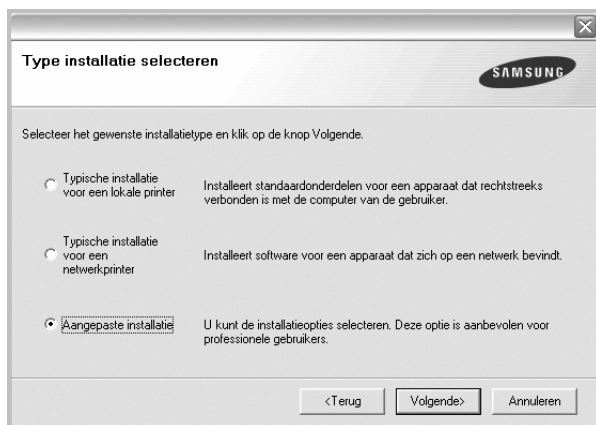 Type installatie selecteren
SAMSUNG
Selecteer het gewenste installatietype en klik op de knop Volgende.
Typische installatie
voor een lokale printer
Installeert standaardonderdelen voor een apparaat dat rechtstreeks
verbonden is met de computer van de gebruiker.
Typische installatie
voor een
netwerkprinter
Installeert software voor een apparaat dat zich op een netwerk bevindt.
Aangepaste installatie
U kunt de installatieopties selecteren. Deze optie is aanbevolen voor
professionele gebruikers.
<Terug
Volgende>
Annuleren